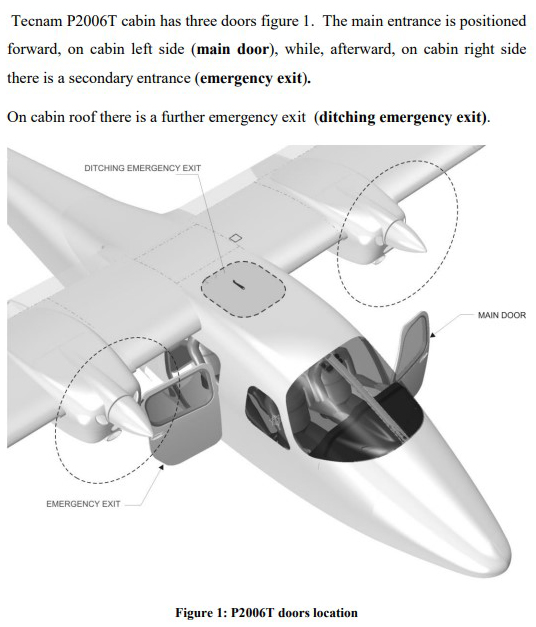 Tecnam P2006T cabin has three doors figure 1. The main entrance is positioned
forward, on cabin left side (main door), while, afterward, on cabin right side
there is a secondary entrance (emergency exit).
On cabin roof there is a further emergency exit (ditching emergency exit).
DITCHING EMERGENCY EXIT
MAIN DOOR
EMERGENCY EXIT
Figure 1: P2006T doors location